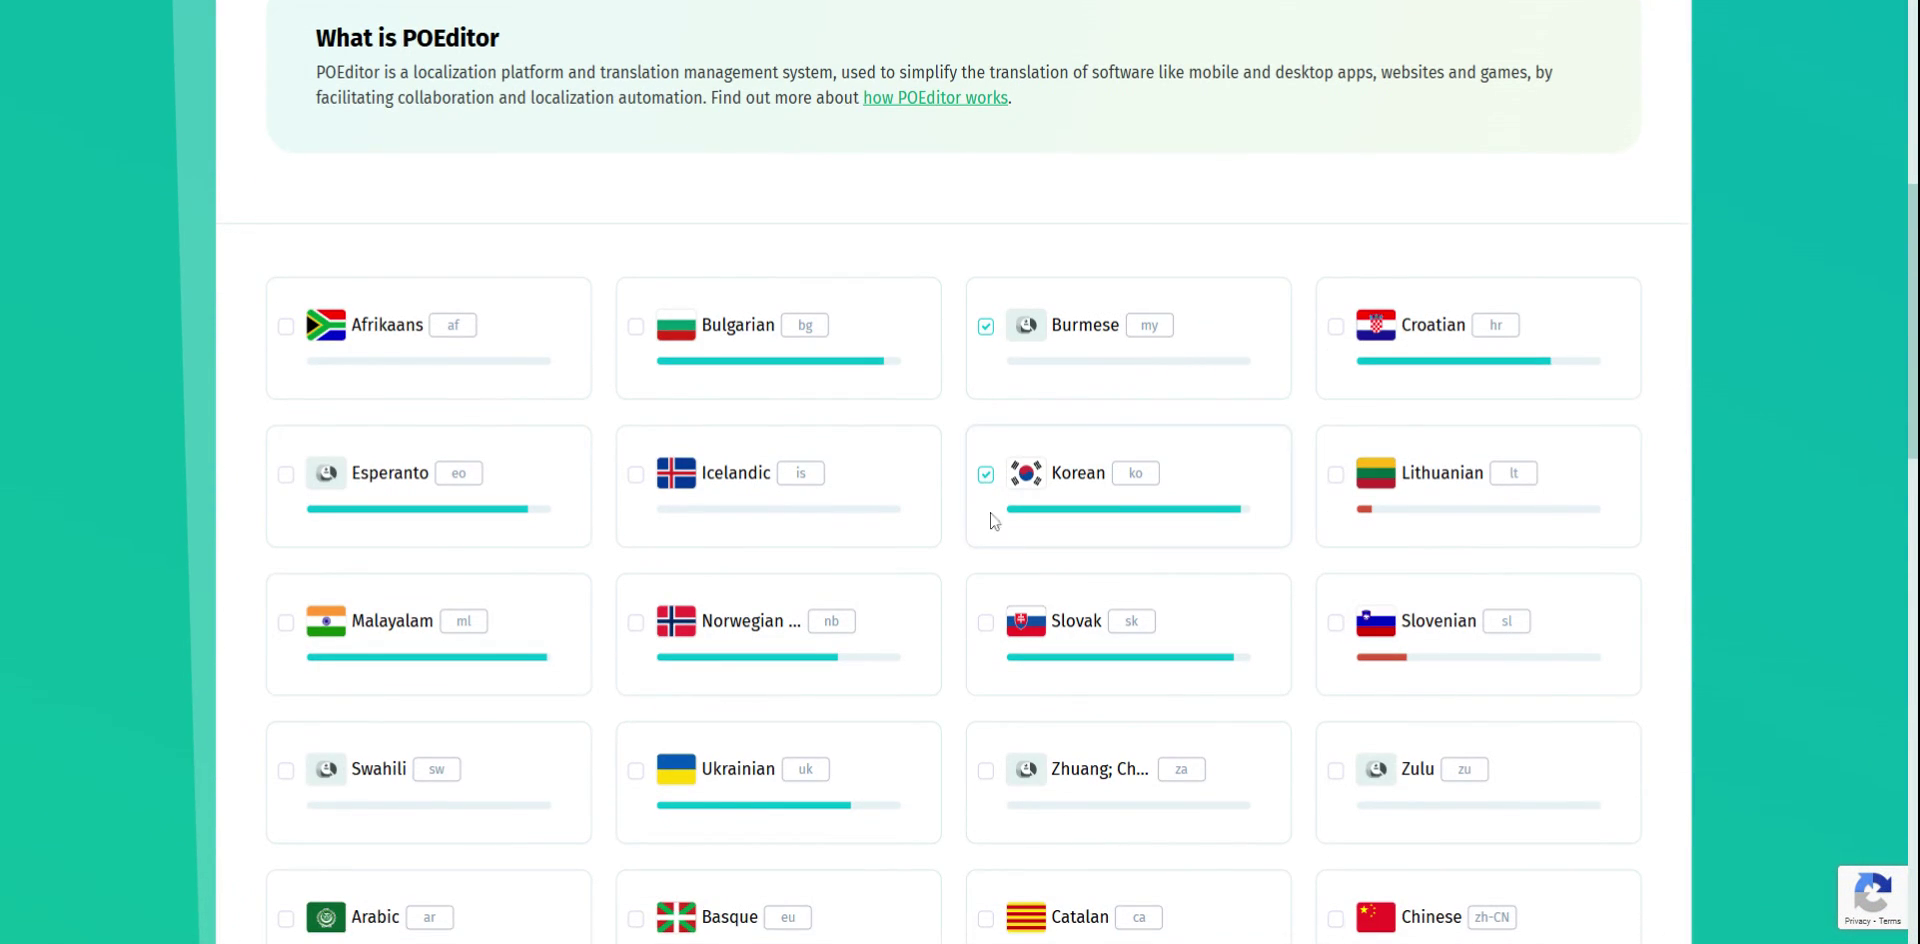 What is POEditor
POEditor is a localization platform and translation management system, used to simplify the translation of software like mobile and desktop apps, websites and games, by
facilitating collaboration and localization automation. Find out more about how POEditor works.
Afrikaans af
Bulgarian bg
Burmese my
Croatian hr
Esperanto eo
Icelandic is
Korean ko
Lithuanian lt
Malayalam ml
Norwegian ... nb
Slovak sk
Slovenian sl
Swahili sw
Ukrainian uk
Zhuang; Ch... za
Zulu zu
Arabic ar
Basque eu
Catalan ca
Chinese zh-CN
Privacy - Terms